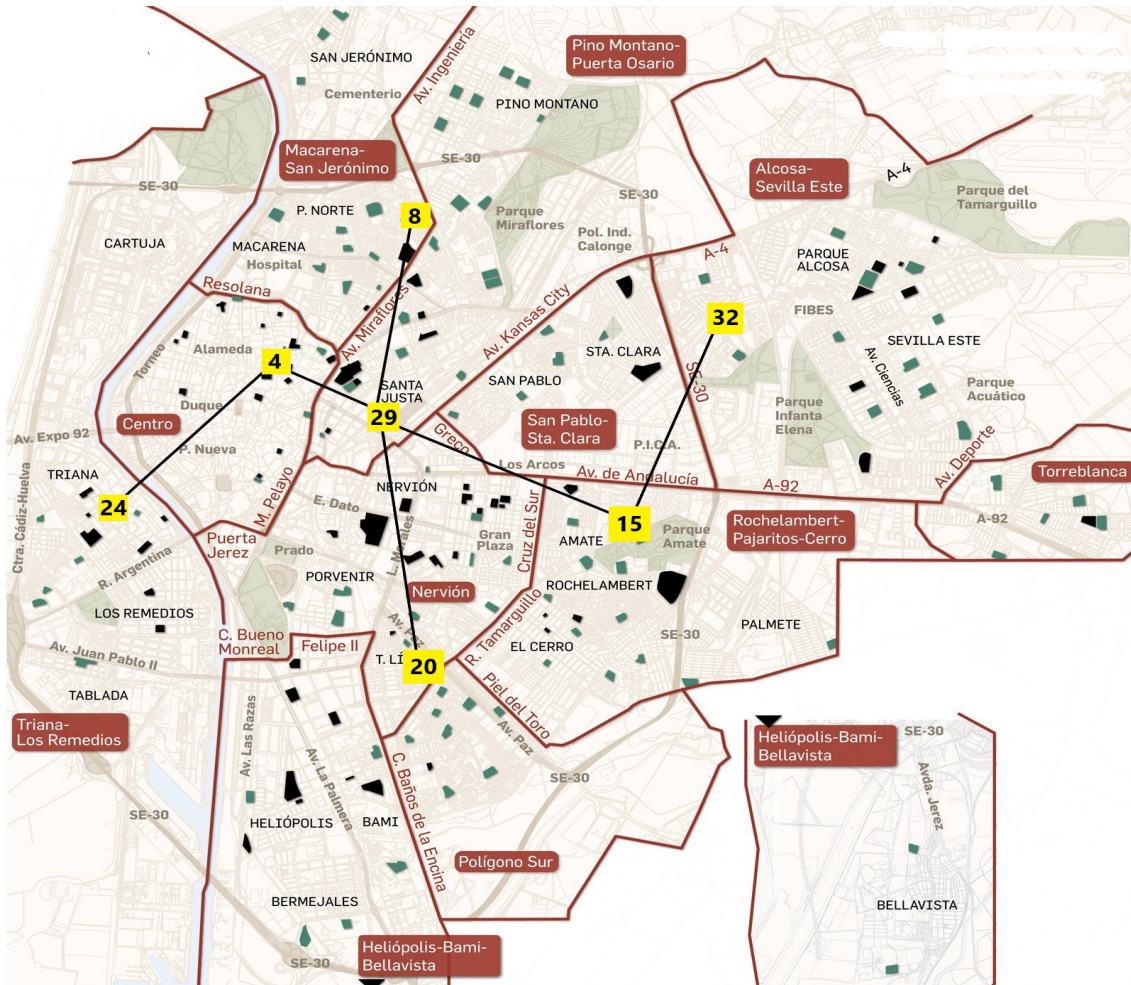 SAN JERÓNIMO
Cementerio
Av. Ingeniería
Pino Montano-
Puerta Osario
PINO MONTANO
Macarena-
San Jerónimo
SE-30
SE-30
SE-30
Alcosa-
Sevilla Este
A-4
Parque del
Tamarguillo
P. NORTE
8
Parque
Miraflores
Pol. Ind.
Calonge
CARTUJA
MACARENA
Hospital
A-4
PARQUE
ALCOSA
Resolana
Av. Miraflores
Av. Kansas City
FIBES
32
Torneo
Alameda
4
STA. CLARA
SEVILLA ESTE
SE-30
Av. Ciencias
SANTA
JUSTA
SAN PABLO
Parque
Acuático
Duque
29
Parque
Infanta
Elena
Centro
Greco
San Pablo-
Sta. Clara
P.I.C.A.
Av. Expo 92
P. Nueva
Los Arcos
Av. de Andalucía
A-92
Av. Deporte
Torreblanca
TRIANA
M. Pelayo
NERVIÓN
24
E. Dato
Cruz del Sur
15
A-92
Ctra. Cádiz-Huelva
Puerta
Jerez
L. Morales
Gran
Plaza
AMATE
Parque
Amate
Rochelambert-
Pajaritos-Cerro
Prado
R. Argentina
PORVENIR
Nervión
ROCHELAMBERT
LOS REMEDIOS
R. Tamarguillo
PALMETE
C. Bueno
Monreal
Felipe II
Av. Paz
EL CERRO
SE-30
Av. Juan Pablo II
T. LÍ
20
TABLADA
Piel del Toro
Triana-
Los Remedios
Av. Las Razas
Av. La Palmera
C. Baños de la Encina
Av. Paz
SE-30
Heliópolis-Bami-
Bellavista
SE-30
Avda. Jerez
SE-30
HELIÓPOLIS
BAMI
Polígono Sur
BERMEJALES
BELLAVISTA
Heliópolis-Bami-
Bellavista
SE-30